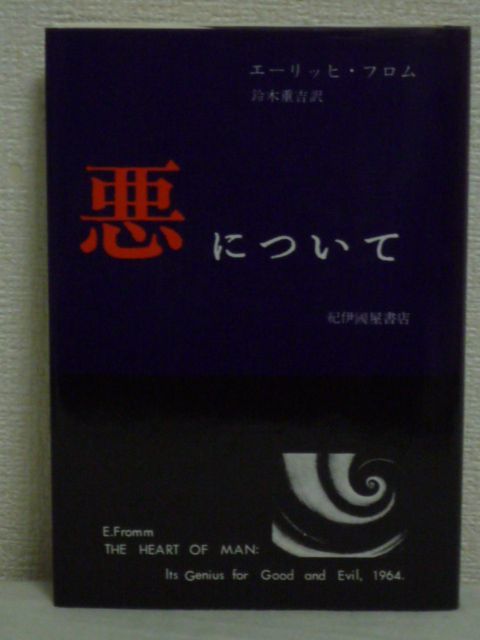 エーリッヒ・フロム
鈴木重吉訳
悪について
紀伊國屋書店
E.Fromm
THE HEART OF MAN:
Its Genius for Good and Evil, 1964.